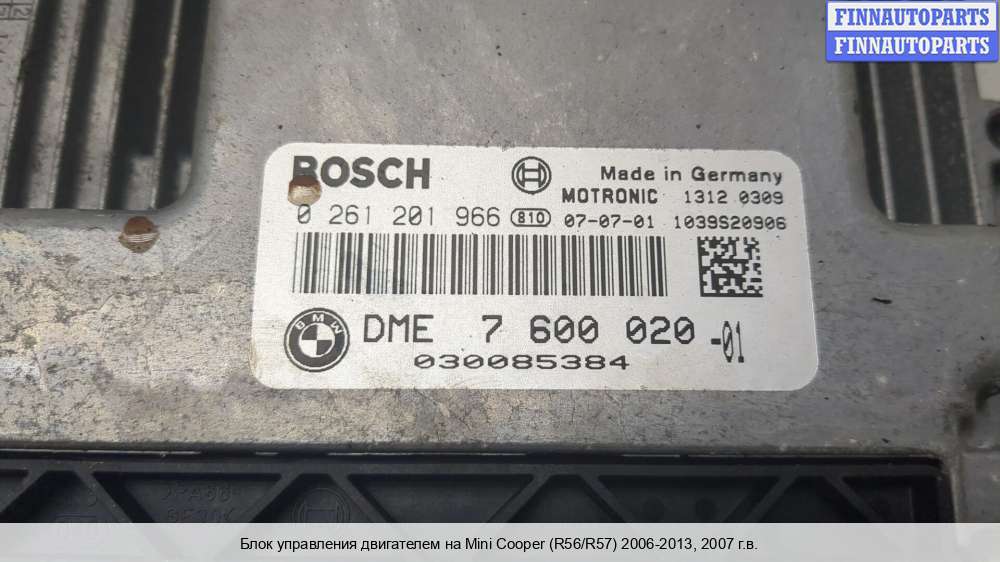 FINNAUTOPARTS
FINNAUTOPARTS
BOSCH
Made in Germany
MOTRONIC 1312 0309
0 261 201 966 810 07-07-01 1039S20906
BMW
DME 7 600 020 -01
030085384
Блок управления двигателем на Mini Cooper (R56/R57) 2006-2013, 2007 г.в.